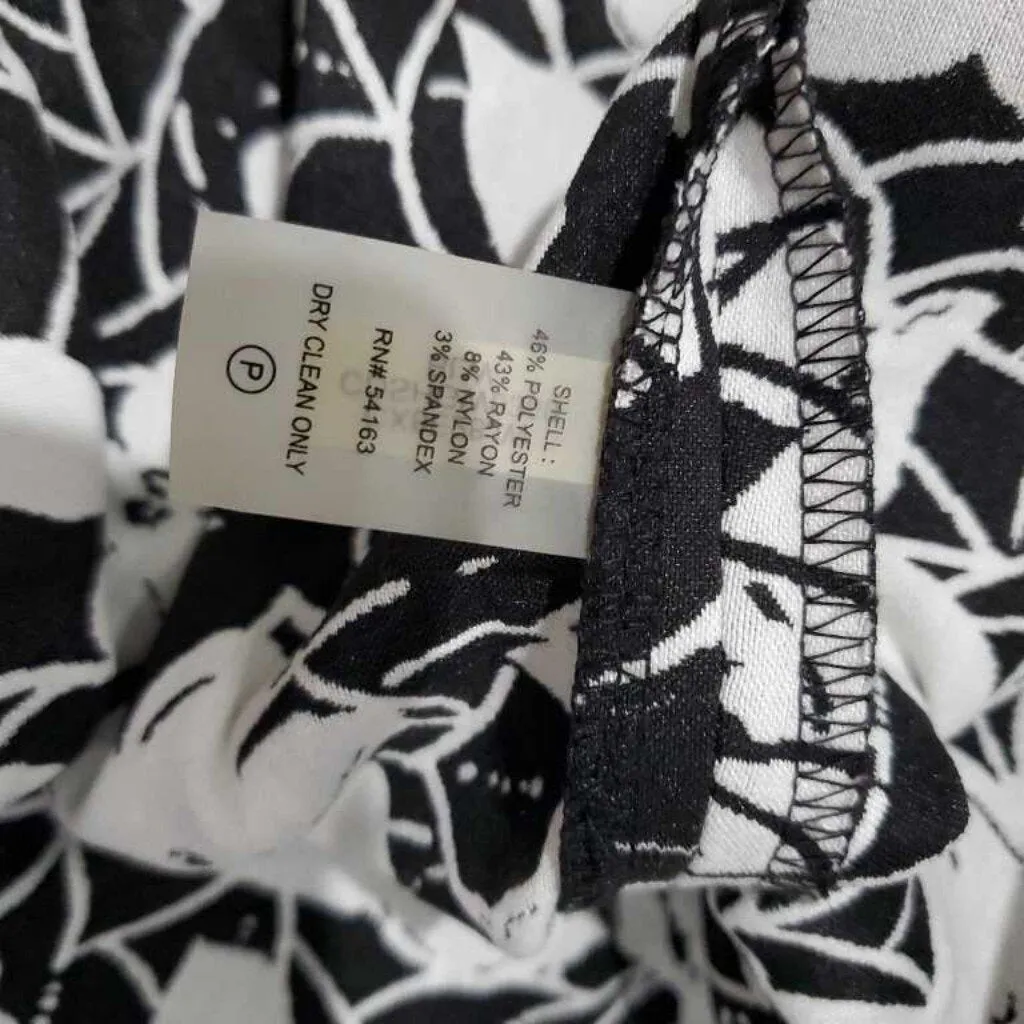 SHELL:
46% POLYESTER
43% RAYON
8% NYLON
3% SPANDEX
RN# 54163
DRY CLEAN ONLY
P